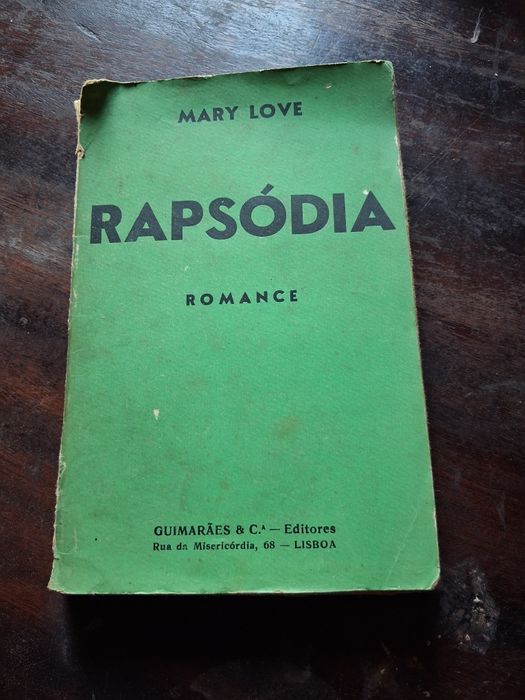 MARY LOVE
RAPSÓDIA
ROMANCE
GUIMARÃES & C.ᴬ — Editores
Rua da Misericórdia, 68 — LISBOA